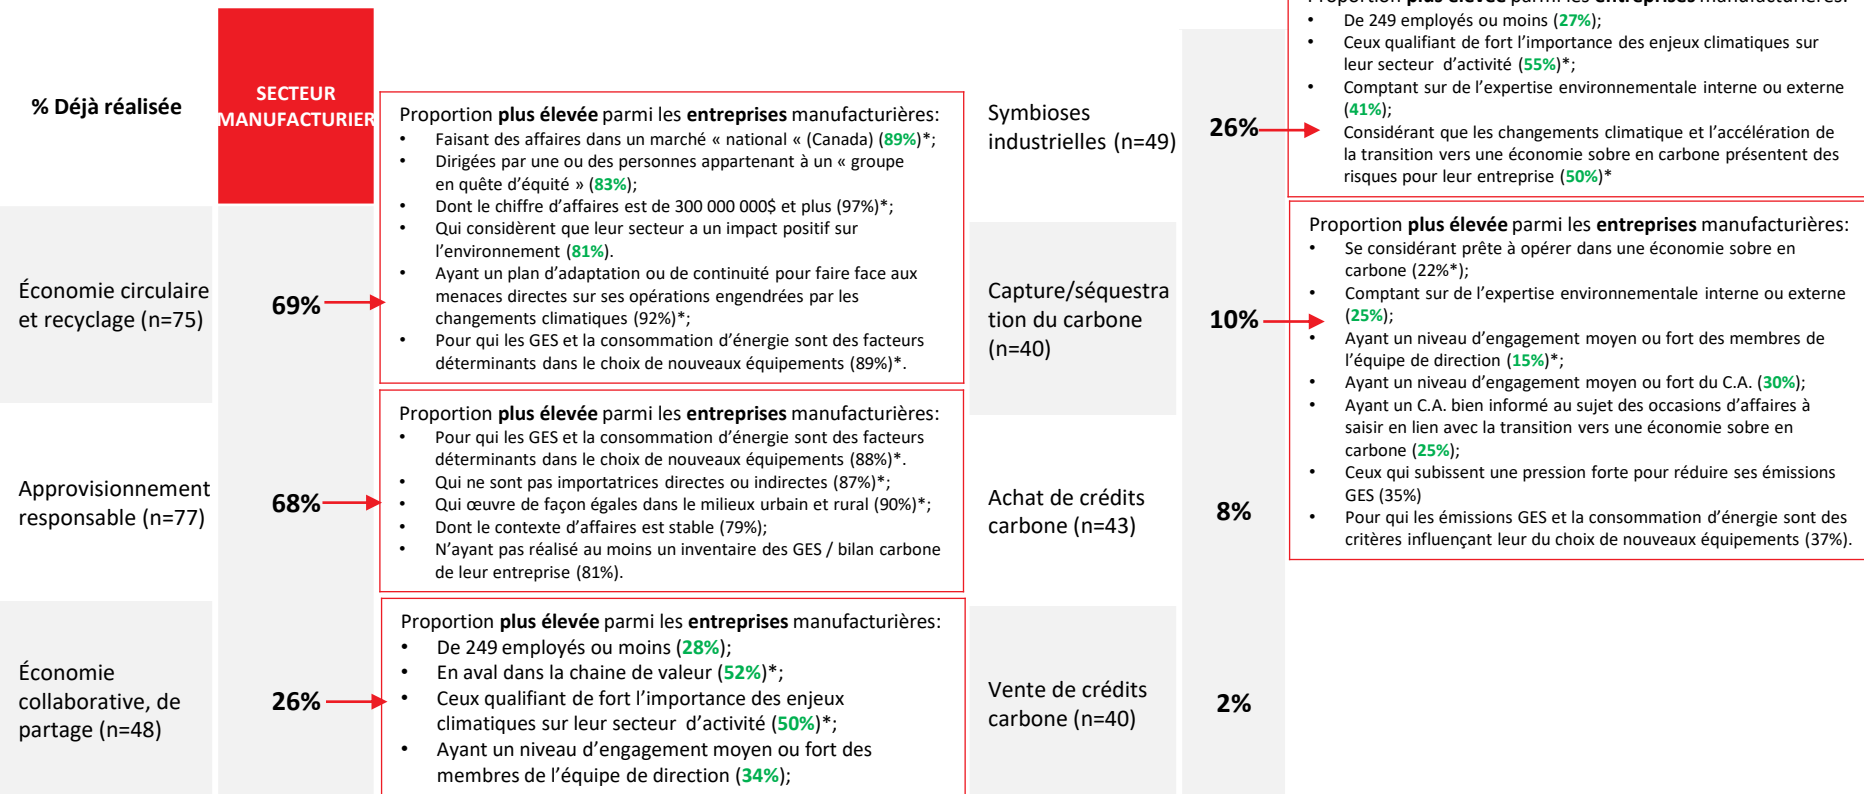 % Déjà réalisée
SECTEUR
MANUFACTURIER
Économie circulaire
et recyclage (n=75)
69%
Proportion plus élevée parmi les entreprises manufacturières:
• Faisant des affaires dans un marché « national « (Canada) (89%)*;
• Dirigées par une ou des personnes appartenant à un « groupe
en quête d’équité » (83%);
• Dont le chiffre d’affaires est de 300 000 000$ et plus (97%)*;
• Qui considèrent que leur secteur a un impact positif sur
l’environnement (81%).
• Ayant un plan d’adaptation ou de continuité pour faire face aux
menaces directes sur ses opérations engendrées par les
changements climatiques (92%)*;
• Pour qui les GES et la consommation d’énergie sont des facteurs
déterminants dans le choix de nouveaux équipements (89%)*.
Approvisionnement
responsable (n=77)
68%
Proportion plus élevée parmi les entreprises manufacturières:
• Pour qui les GES et la consommation d’énergie sont des facteurs
déterminants dans le choix de nouveaux équipements (88%)*.
• Qui ne sont pas importatrices directes ou indirectes (87%)*;
• Qui œuvre de façon égales dans le milieux urbain et rural (90%)*;
• Dont le contexte d’affaires est stable (79%);
• N’ayant pas réalisé au moins un inventaire des GES / bilan carbone
de leur entreprise (81%).
Économie
collaborative, de
partage (n=48)
26%
Proportion plus élevée parmi les entreprises manufacturières:
• De 249 employés ou moins (28%);
• En aval dans la chaine de valeur (52%)*;
• Ceux qualifiant de fort l’importance des enjeux
climatiques sur leur secteur d’activité (50%)*;
• Ayant un niveau d’engagement moyen ou fort des
membres de l’équipe de direction (34%);
Symbioses
industrielles (n=49)
26%
Proportion plus élevée parmi les entreprises manufacturières:
• De 249 employés ou moins (27%);
• Ceux qualifiant de fort l’importance des enjeux climatiques sur
leur secteur d’activité (55%)*;
• Comptant sur de l’expertise environnementale interne ou externe
(41%);
• Considérant que les changements climatique et l’accélération de
la transition vers une économie sobre en carbone présentent des
risques pour leur entreprise (50%)*
Capture/séquestra
tion du carbone
(n=40)
10%
Proportion plus élevée parmi les entreprises manufacturières:
• Se considérant prête à opérer dans une économie sobre en
carbone (22%*);
• Comptant sur de l’expertise environnementale interne ou externe
(25%);
• Ayant un niveau d’engagement moyen ou fort des membres de
l’équipe de direction (15%)*;
• Ayant un niveau d’engagement moyen ou fort du C.A. (30%);
• Ayant un C.A. bien informé au sujet des occasions d’affaires à
saisir en lien avec la transition vers une économie sobre en
carbone (25%);
• Ceux qui subissent une pression forte pour réduire ses émissions
GES (35%)
• Pour qui les émissions GES et la consommation d’énergie sont des
critères influençant leur du choix de nouveaux équipements (37%).
Achat de crédits
carbone (n=43)
8%
Vente de crédits
carbone (n=40)
2%